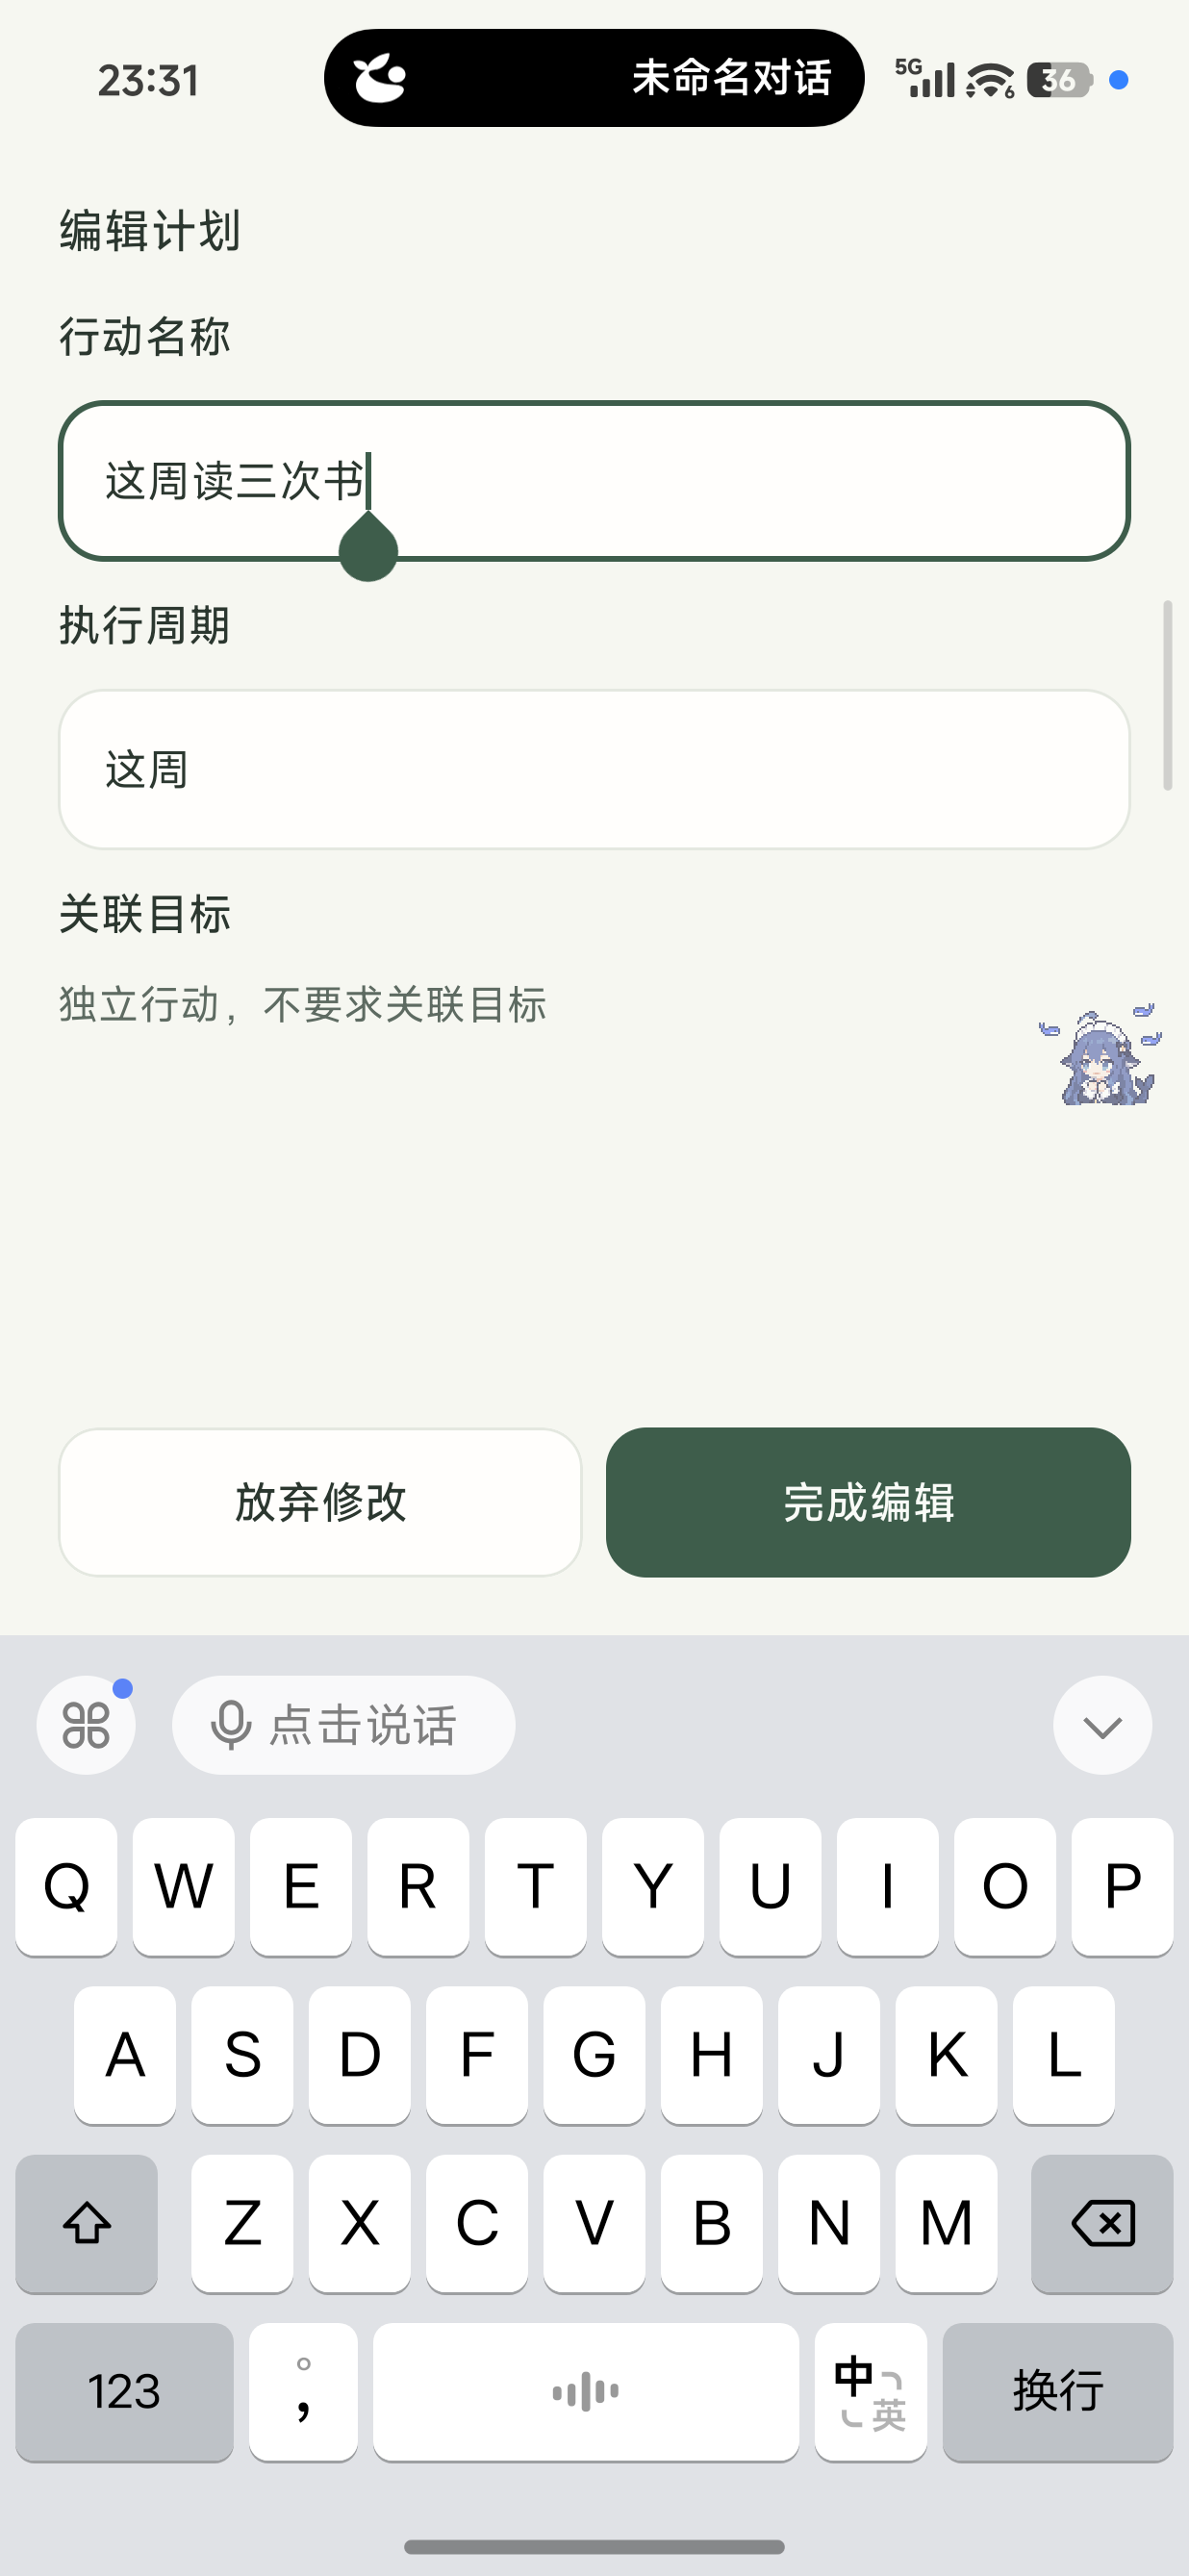 23:31
未命名对话
5G
6
36
编辑计划
行动名称
这周读三次书
执行周期
这周
关联目标
独立行动，不要求关联目标
放弃修改
完成编辑
点击说话
Q W E R T Y U I O P
A S D F G H J K L
Z X C V B N M
123
。
，
中
英
换行